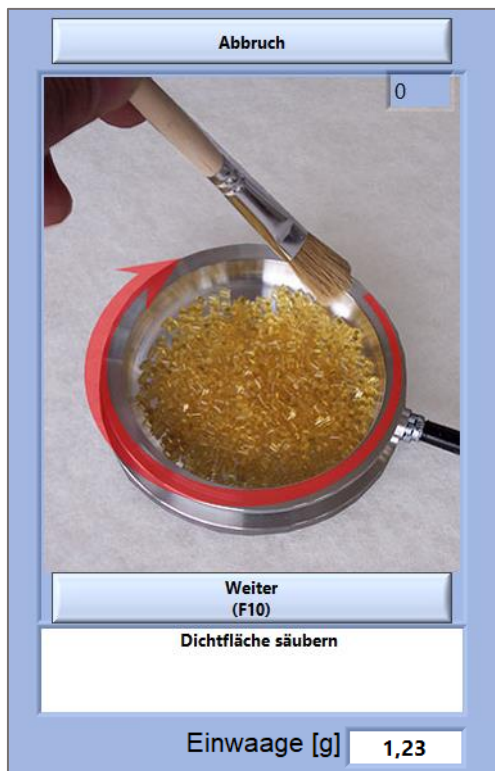 Abbruch
0
Weiter
(F10)
Dichtfläche säubern
Einwaage [g] 1,23